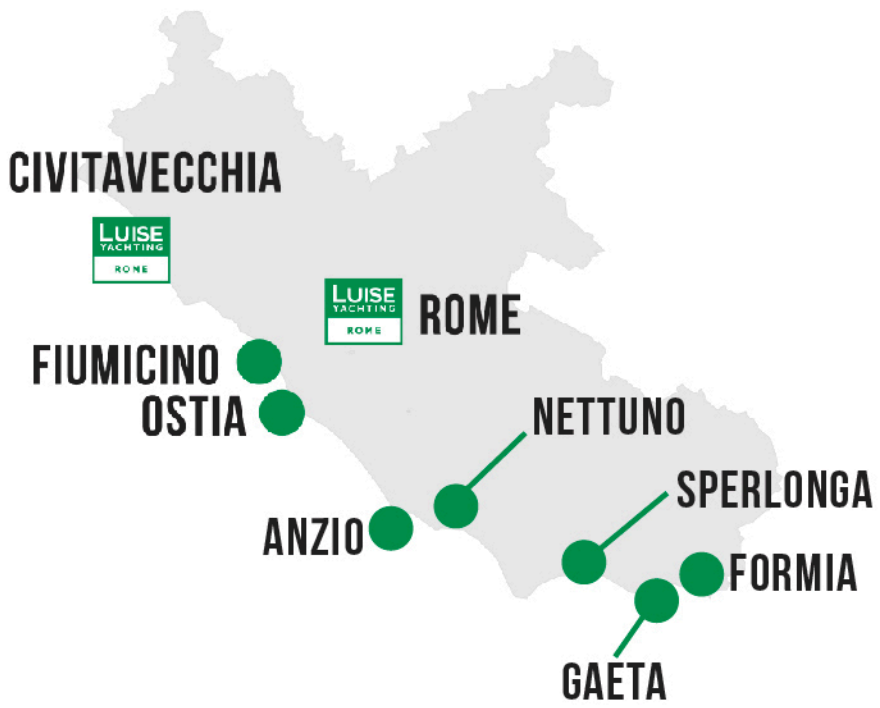 CIVITAVECCHIA
LUISE
YACHTING
ROME
LUISE
YACHTING
ROME
ROME
FIUMICINO
OSTIA
NETTUNO
SPERLONGA
ANZIO
FORMIA
GAETA